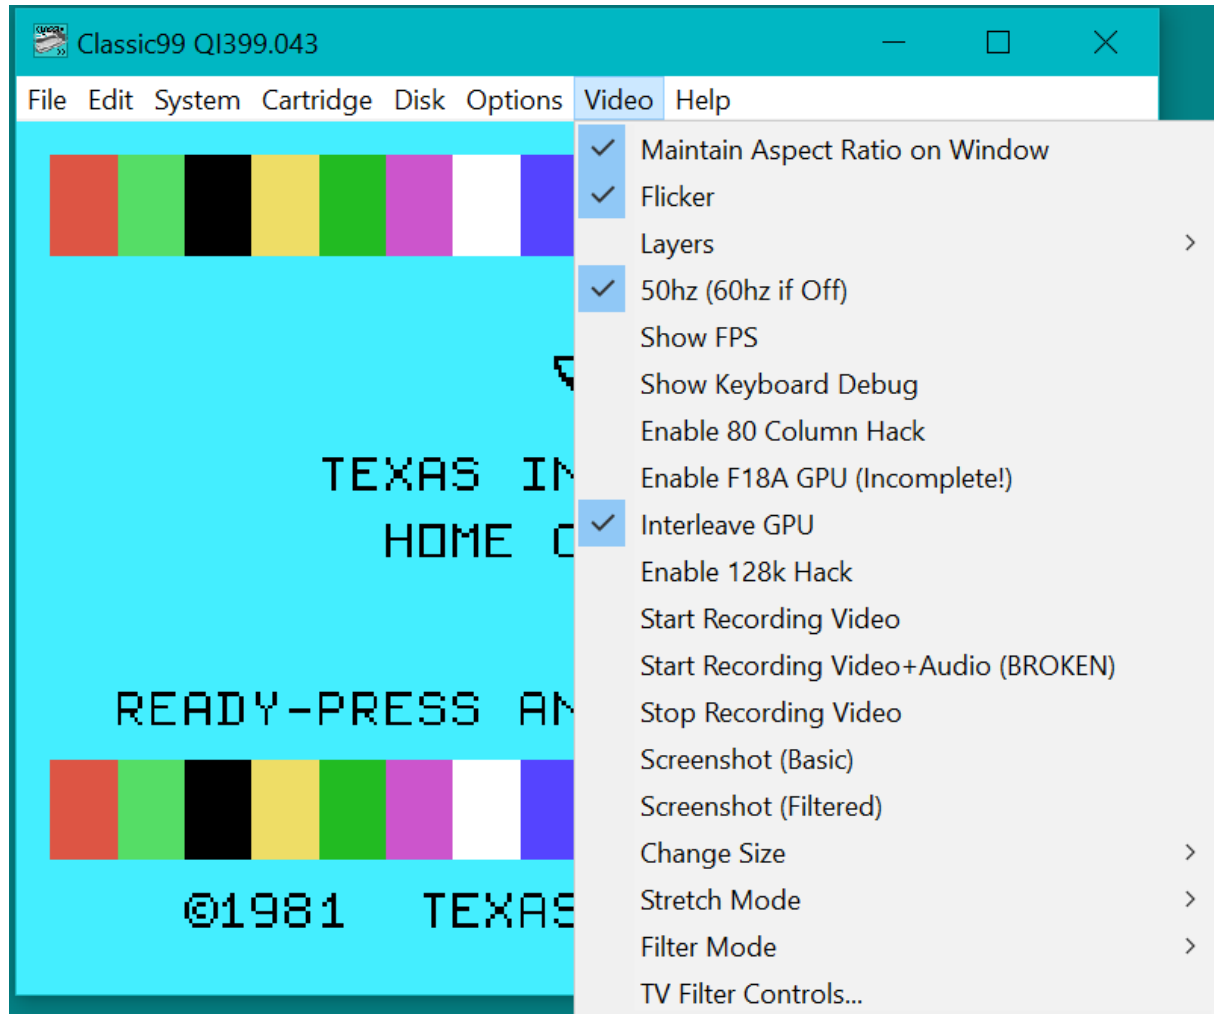 Classic99 QI399.043
File Edit System Cartridge Disk Options Video Help
Maintain Aspect Ratio on Window
Flicker
Layers
50hz (60hz if Off)
Show FPS
Show Keyboard Debug
Enable 80 Column Hack
Enable F18A GPU (Incomplete!)
Interleave GPU
Enable 128k Hack
Start Recording Video
Start Recording Video+Audio (BROKEN)
Stop Recording Video
Screenshot (Basic)
Screenshot (Filtered)
Change Size
Stretch Mode
Filter Mode
TV Filter Controls...
TEXAS IN
HOME C
READY-PRESS AN
©1981 TEXAS